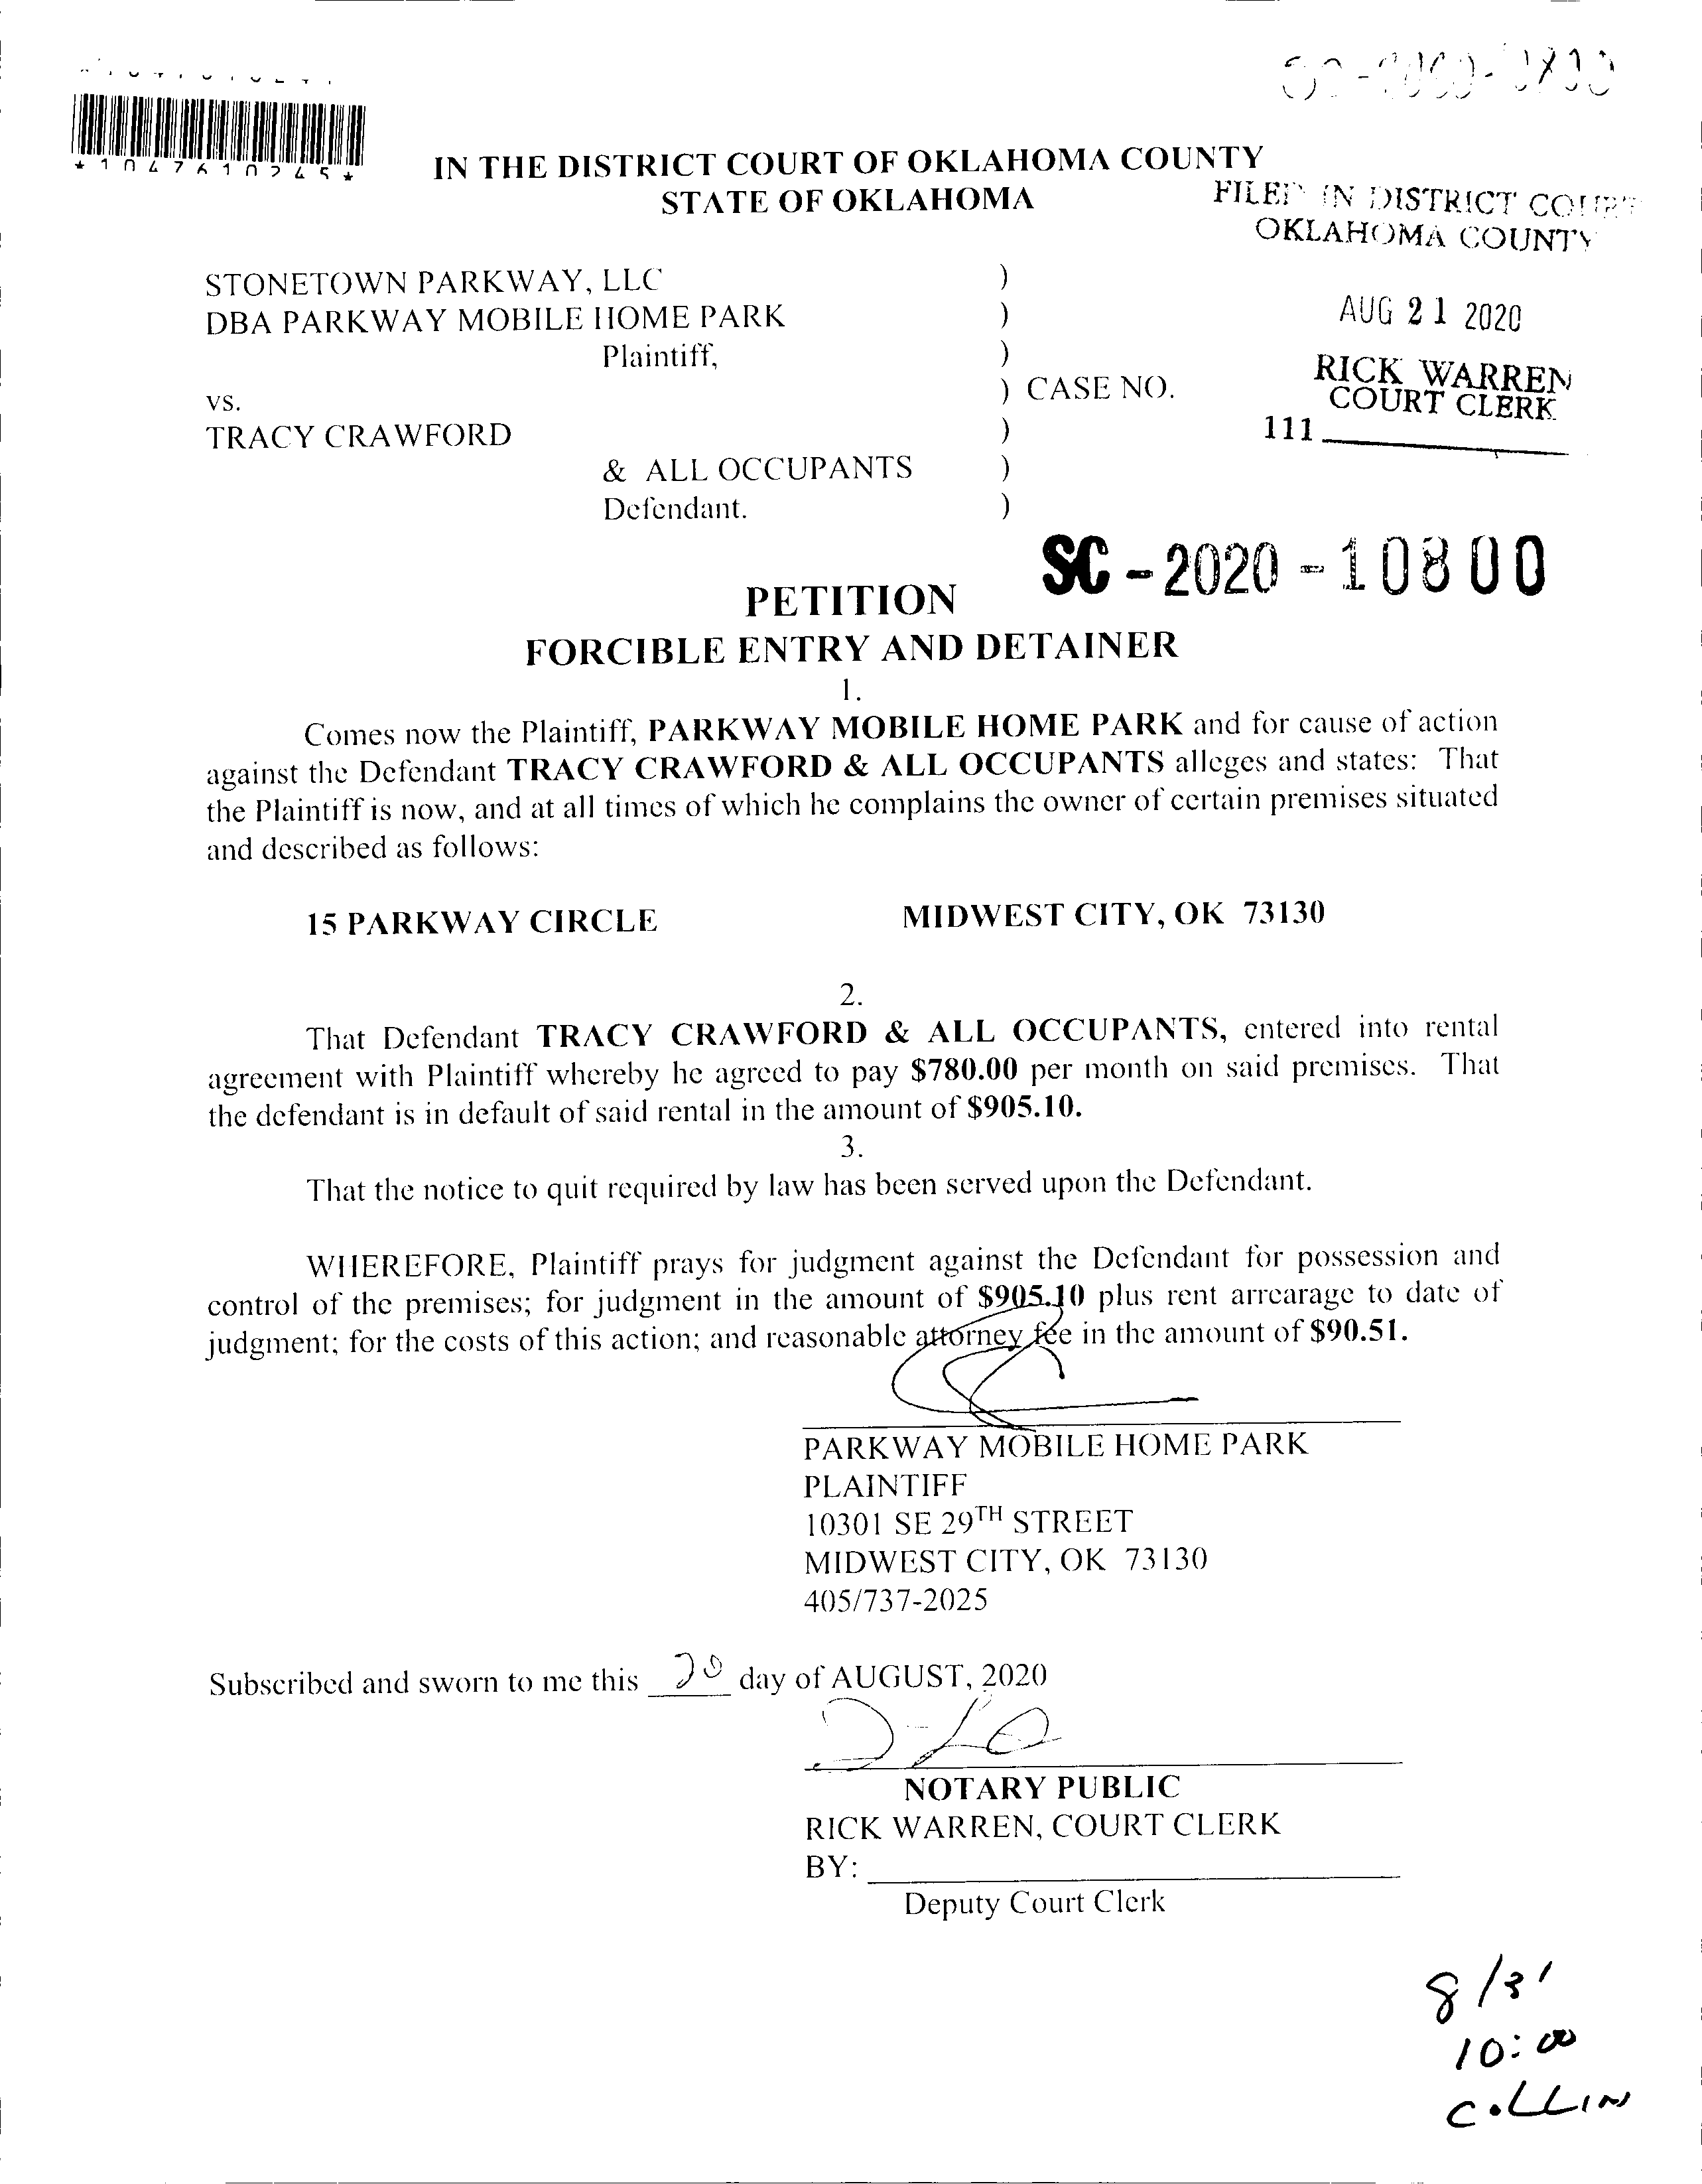 *1047610245*
IN THE DISTRICT COURT OF OKLAHOMA COUNTY
STATE OF OKLAHOMA
FILED IN DISTRICT COURT
OKLAHOMA COUNTY
STONETOWN PARKWAY, LLC )
DBA PARKWAY MOBILE HOME PARK )
AUG 21 2020
Plaintiff, )
RICK WARREN
COURT CLERK
vs. ) CASE NO.
111
TRACY CRAWFORD )
& ALL OCCUPANTS )
Defendant. )
SC-2020-10800
PETITION
FORCIBLE ENTRY AND DETAINER
1.
Comes now the Plaintiff, PARKWAY MOBILE HOME PARK and for cause of action
against the Defendant TRACY CRAWFORD & ALL OCCUPANTS alleges and states: That
the Plaintiff is now, and at all times of which he complains the owner of certain premises situated
and described as follows:
15 PARKWAY CIRCLE MIDWEST CITY, OK 73130
2.
That Defendant TRACY CRAWFORD & ALL OCCUPANTS, entered into rental
agreement with Plaintiff whereby he agreed to pay $780.00 per month on said premises. That
the defendant is in default of said rental in the amount of $905.10.
3.
That the notice to quit required by law has been served upon the Defendant.
WHEREFORE, Plaintiff prays for judgment against the Defendant for possession and
control of the premises; for judgment in the amount of $905.10 plus rent arrearage to date of
judgment; for the costs of this action; and reasonable attorney fee in the amount of $90.51.
PARKWAY MOBILE HOME PARK
PLAINTIFF
10301 SE 29TH STREET
MIDWEST CITY, OK 73130
405/737-2025
Subscribed and sworn to me this 20 day of AUGUST, 2020
NOTARY PUBLIC
RICK WARREN, COURT CLERK
BY:
Deputy Court Clerk
8/31
10:00
COLLIN